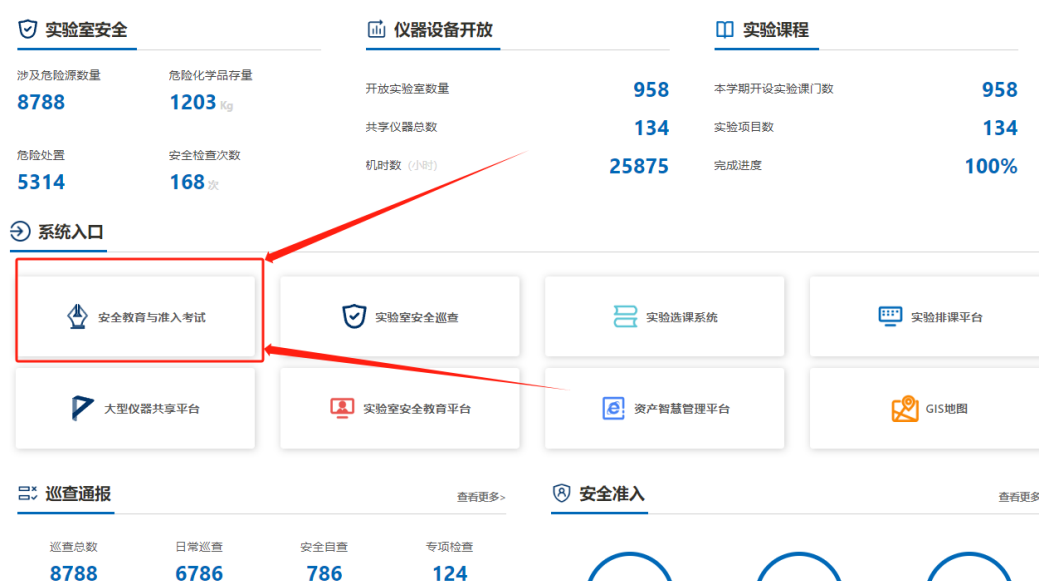 实验室安全
涉及危险源数量
危险化学品存量
8788
1203 Kg
危险处置
安全检查次数
5314
168 次
仪器设备开放
开放实验室数量 958
共享仪器总数 134
机时数 (小时) 25875
实验课程
本学期开设实验课门数 958
实验项目数 134
完成进度 100%
系统入口
安全教育与准入考试
实验室安全巡查
实验选课系统
实验排课平台
大型仪器共享平台
实验室安全教育平台
资产智慧管理平台
GIS地图
巡查通报
查看更多>
巡查总数
日常巡查
安全自查
专项检查
8788
6786
786
124
安全准入
查看更多